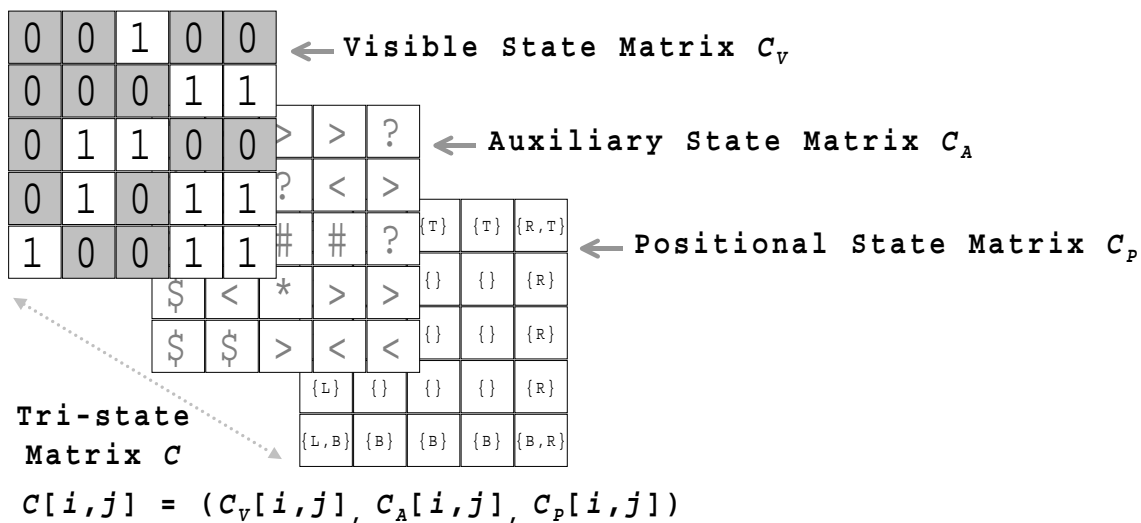 0 0 1 0 0
Visible State Matrix C_V
0 0 0 1 1
> > ?
Auxiliary State Matrix C_A
0 1 1 0 0
? < >
0 1 0 1 1
{T} {T} {R,T}
# # ?
Positional State Matrix C_P
1 0 0 1 1
{} {} {R}
$ < * > >
{} {} {R}
$ $ > < <
{L} {} {} {} {R}
Tri-state
Matrix C
{L,B} {B} {B} {B} {B,R}
C[i,j] = (C_V[i,j], C_A[i,j], C_P[i,j])